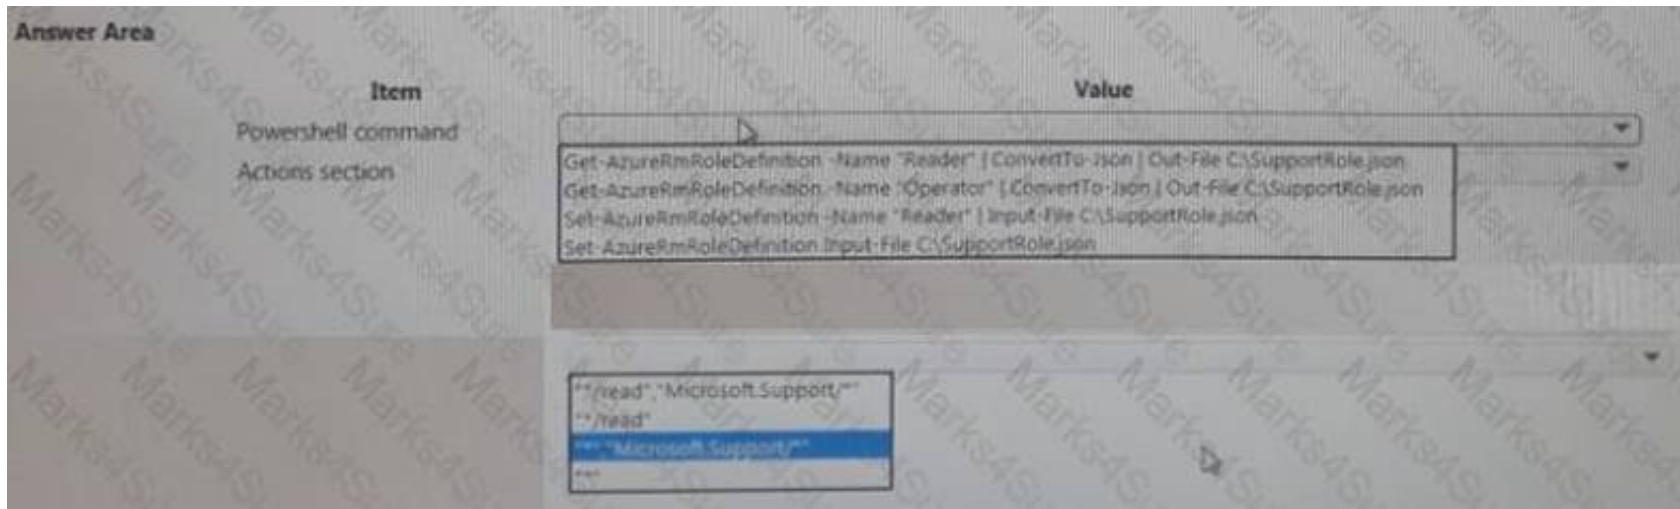 Answer Area
Item Value
Powershell command
Actions section
Get-AzureRmRoleDefinition -Name "Reader" | ConvertTo-Json | Out-File C:\SupportRole.json
Get-AzureRmRoleDefinition -Name "Operator" | ConvertTo-Json | Out-File C:\SupportRole.json
Set-AzureRmRoleDefinition -Name "Reader" | Input-File C:\SupportRole.json
Set-AzureRmRoleDefinition Input-File C:\SupportRole.json
"*/read","Microsoft.Support/*"
"*/read"
"*","Microsoft.Support/*"
"*"
Marks4Sure